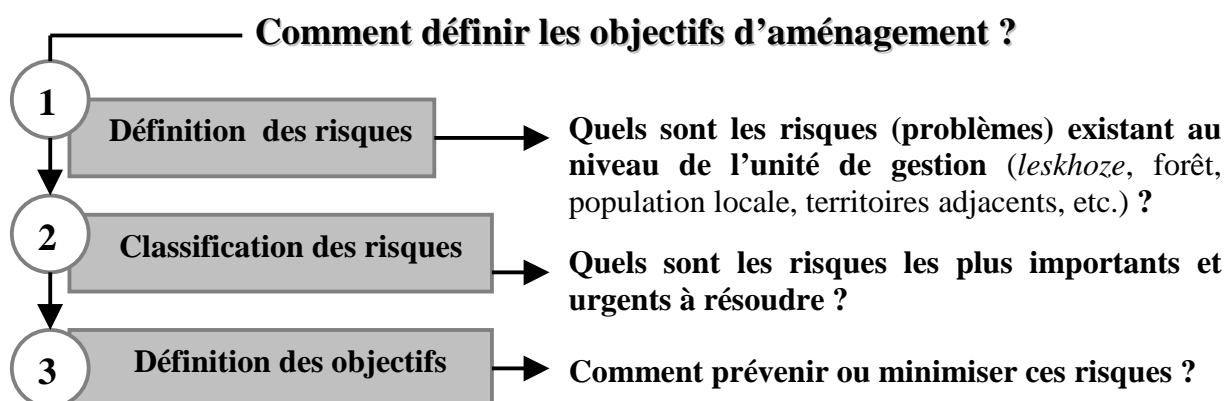 Comment définir les objectifs d’aménagement ?
1
Définition des risques
Quels sont les risques (problèmes) existant au
niveau de l’unité de gestion (leskhoze, forêt,
population locale, territoires adjacents, etc.) ?
2
Classification des risques
Quels sont les risques les plus importants et
urgents à résoudre ?
3
Définition des objectifs
Comment prévenir ou minimiser ces risques ?